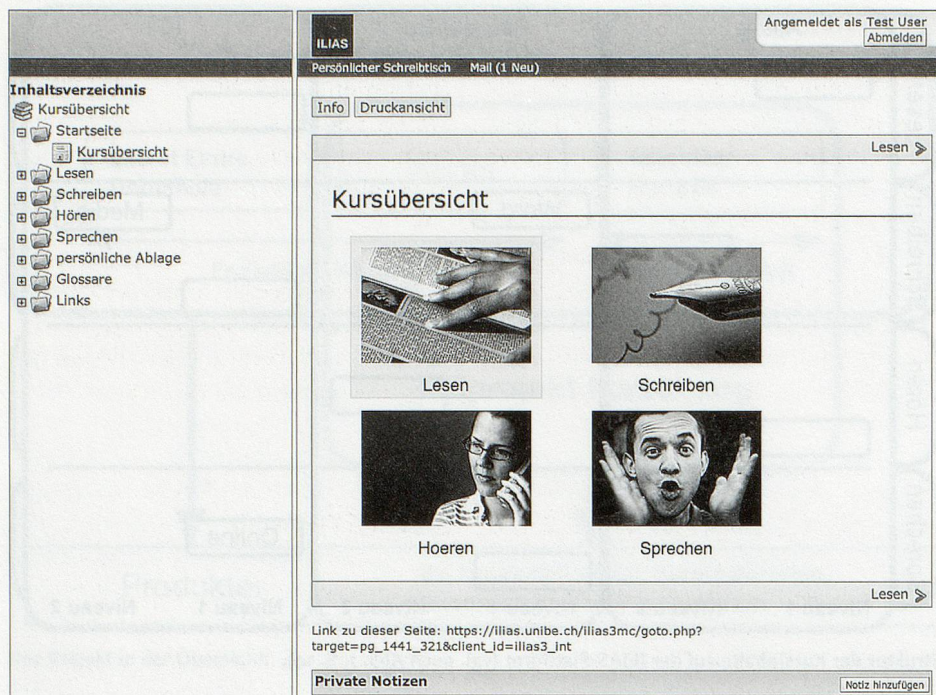 ILIAS
Angemeldet als Test User
Abmelden
Persönlicher Schreibtisch Mail (1 Neu)
Inhaltsverzeichnis
Kursübersicht
Startseite
Kursübersicht
Lesen
Schreiben
Hören
Sprechen
persönliche Ablage
Glossare
Links
Info Druckansicht
Lesen
Kursübersicht
Lesen Schreiben
Hoeren Sprechen
Lesen
Link zu dieser Seite: https://ilias.unibe.ch/ilias3mc/goto.php?
target=pg_1441_321&client_id=ilias3_int
Private Notizen Notiz hinzufügen